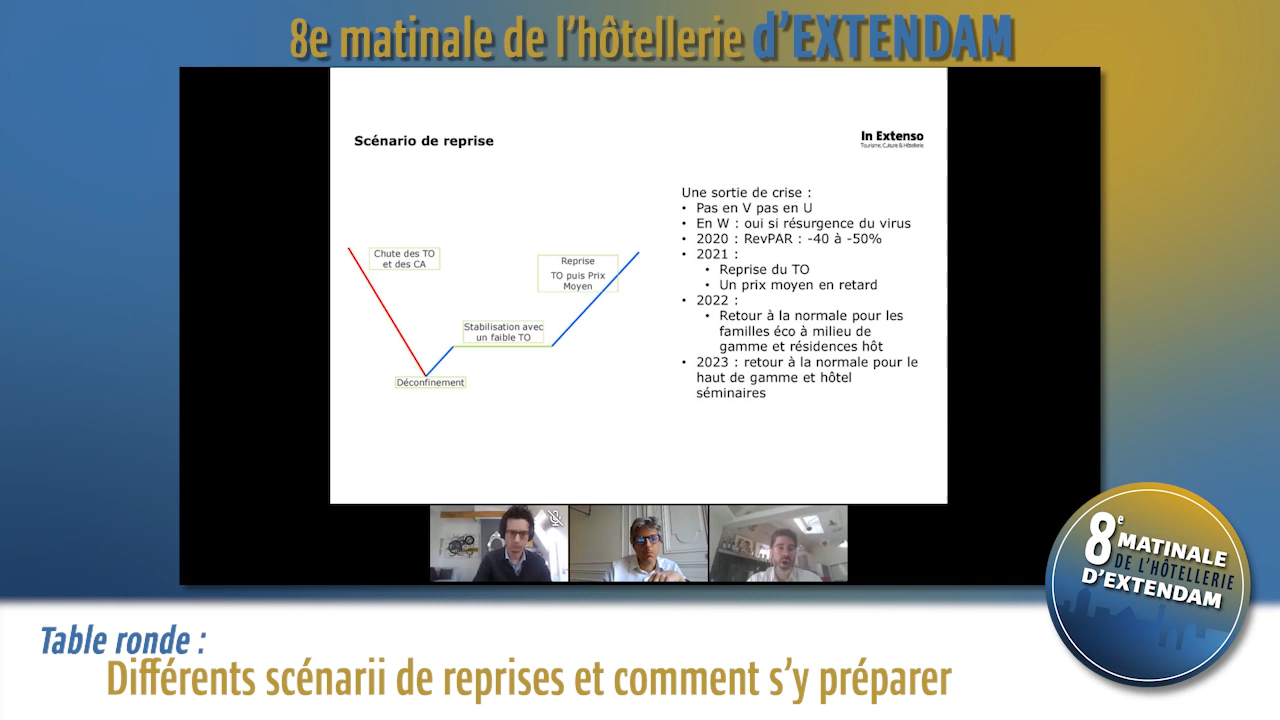 8e matinale de l'hôtellerie d'EXTENDAM
Scénario de reprise
In Extenso
Tourisme, Culture & Hôtellerie
Chute des TO
et des CA
Reprise
TO puis Prix
Moyen
Stabilisation avec
un faible TO
Déconfinement
Une sortie de crise :
• Pas en V pas en U
• En W : oui si résurgence du virus
• 2020 : RevPAR : -40 à -50%
• 2021 :
• Reprise du TO
• Un prix moyen en retard
• 2022 :
• Retour à la normale pour les
familles éco à milieu de
gamme et résidences hôt
• 2023 : retour à la normale pour le
haut de gamme et hôtel
séminaires
8e MATINALE
DE L'HÔTELLERIE
D'EXTENDAM
Table ronde :
Différents scénarii de reprises et comment s'y préparer